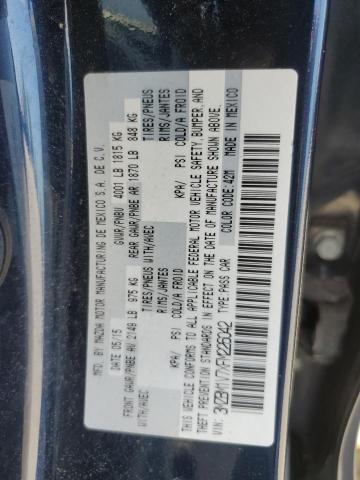 MFD. BY MAZDA MOTOR MANUFACTURING DE MEXICO S.A. DE C.V.
DATE 05/15 GVWR/PNBV 4001 LB 1815 KG
FRONT GAWR/PNBE AV 2149 LB 975 KG REAR GAWR/PNBE AR 1870 LB 848 KG
WITH/AVEC TIRES/PNEUS WITH/AVEC TIRES/PNEUS
RIMS/JANTES RIMS/JANTES
KPA/ PSI COLD/A FROID KPA/ PSI COLD/A FROID
THIS VEHICLE CONFORMS TO ALL APPLICABLE FEDERAL MOTOR VEHICLE SAFETY, BUMPER, AND
THEFT PREVENTION STANDARDS IN EFFECT ON THE DATE OF MANUFACTURE SHOWN ABOVE.
VIN: TYPE PASS CAR COLOR CODE: 42M MADE IN MEXICO